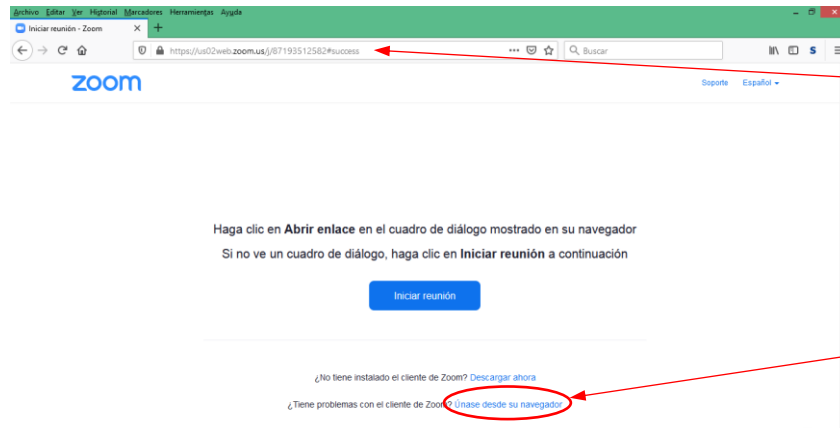 Archivo Editar Ver Historial Marcadores Herramientas Ayuda
Iniciar reunión - Zoom
https://us02web.zoom.us/j/87193512582#success
Buscar
zoom
Soporte Español
Haga clic en Abrir enlace en el cuadro de diálogo mostrado en su navegador
Si no ve un cuadro de diálogo, haga clic en Iniciar reunión a continuación
Iniciar reunión
¿No tiene instalado el cliente de Zoom? Descargar ahora
¿Tiene problemas con el cliente de Zoom? Únase desde su navegador